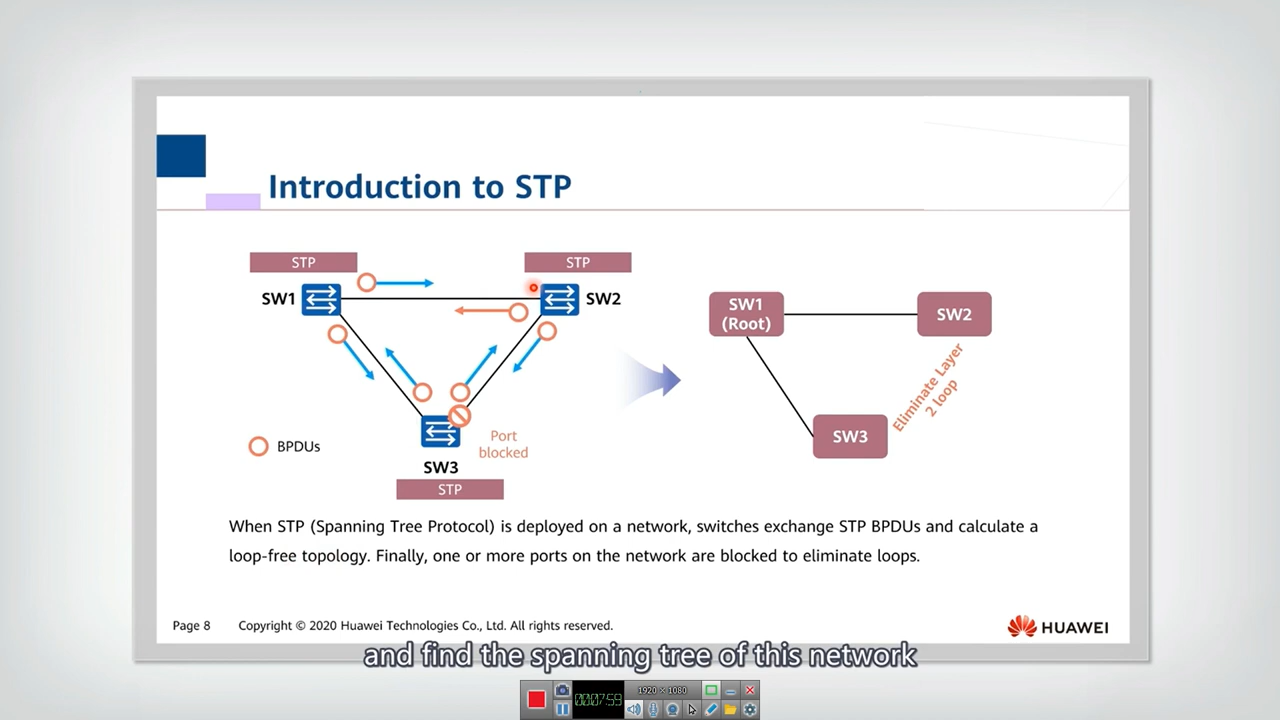 Introduction to STP
STP
STP
SW1
SW2
SW1
(Root)
SW2
Eliminate Layer
2 loop
SW3
BPDUs
Port
blocked
SW3
STP
When STP (Spanning Tree Protocol) is deployed on a network, switches exchange STP BPDUs and calculate a
loop-free topology. Finally, one or more ports on the network are blocked to eliminate loops.
Page 8
Copyright © 2020 Huawei Technologies Co., Ltd. All rights reserved.
HUAWEI
and find the spanning tree of this network
1920 × 1080
00:07:59